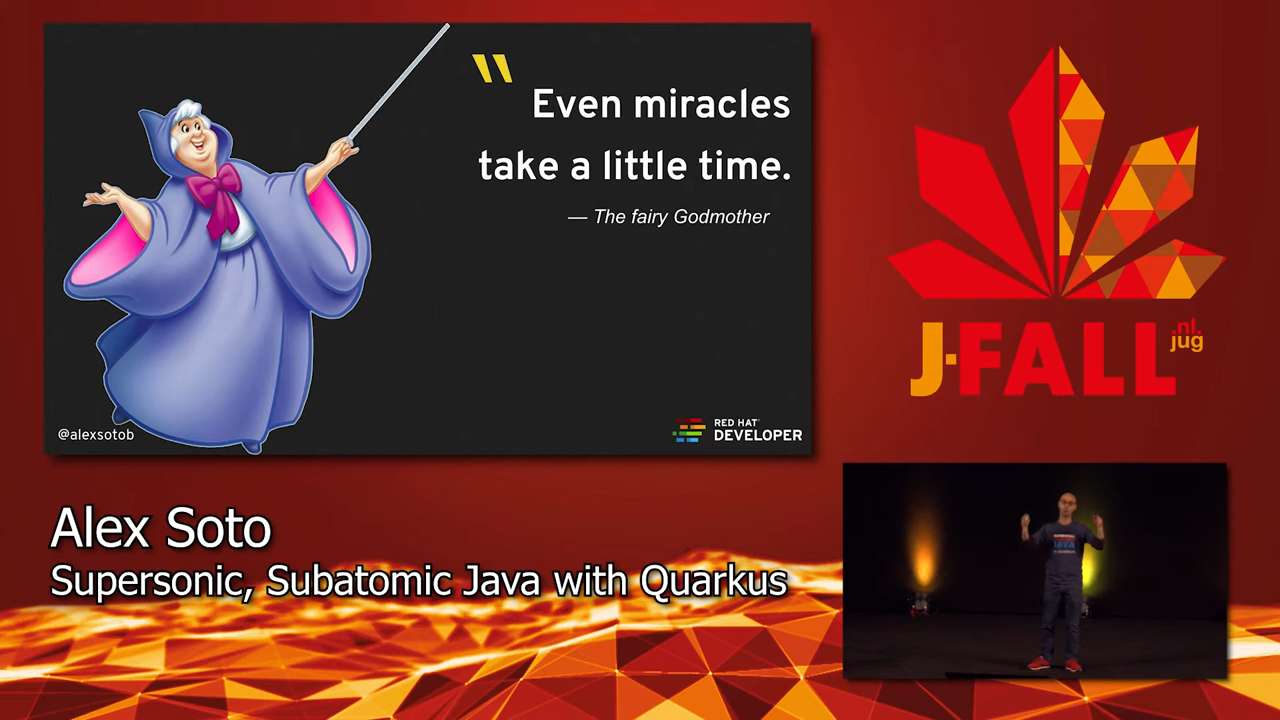 Even miracles
take a little time.
— The fairy Godmother
@alexsotob
RED HAT
DEVELOPER
J-FALL
nl
jug
Alex Soto
Supersonic, Subatomic Java with Quarkus
JAVA